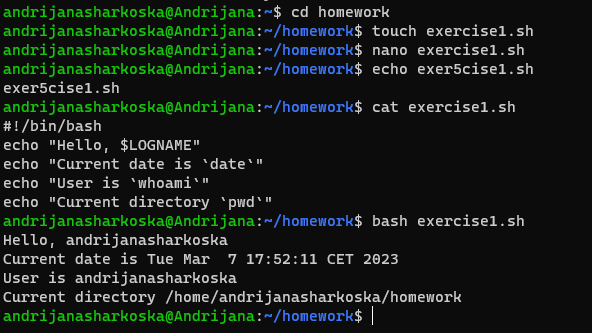 andrijanasharkoska@Andrijana:~$ cd homework
andrijanasharkoska@Andrijana:~/homework$ touch exercise1.sh
andrijanasharkoska@Andrijana:~/homework$ nano exercise1.sh
andrijanasharkoska@Andrijana:~/homework$ echo exer5cise1.sh
exer5cise1.sh
andrijanasharkoska@Andrijana:~/homework$ cat exercise1.sh
#!/bin/bash
echo "Hello, $LOGNAME"
echo "Current date is `date`"
echo "User is `whoami`"
echo "Current directory `pwd`"
andrijanasharkoska@Andrijana:~/homework$ bash exercise1.sh
Hello, andrijanasharkoska
Current date is Tue Mar  7 17:52:11 CET 2023
User is andrijanasharkoska
Current directory /home/andrijanasharkoska/homework
andrijanasharkoska@Andrijana:~/homework$